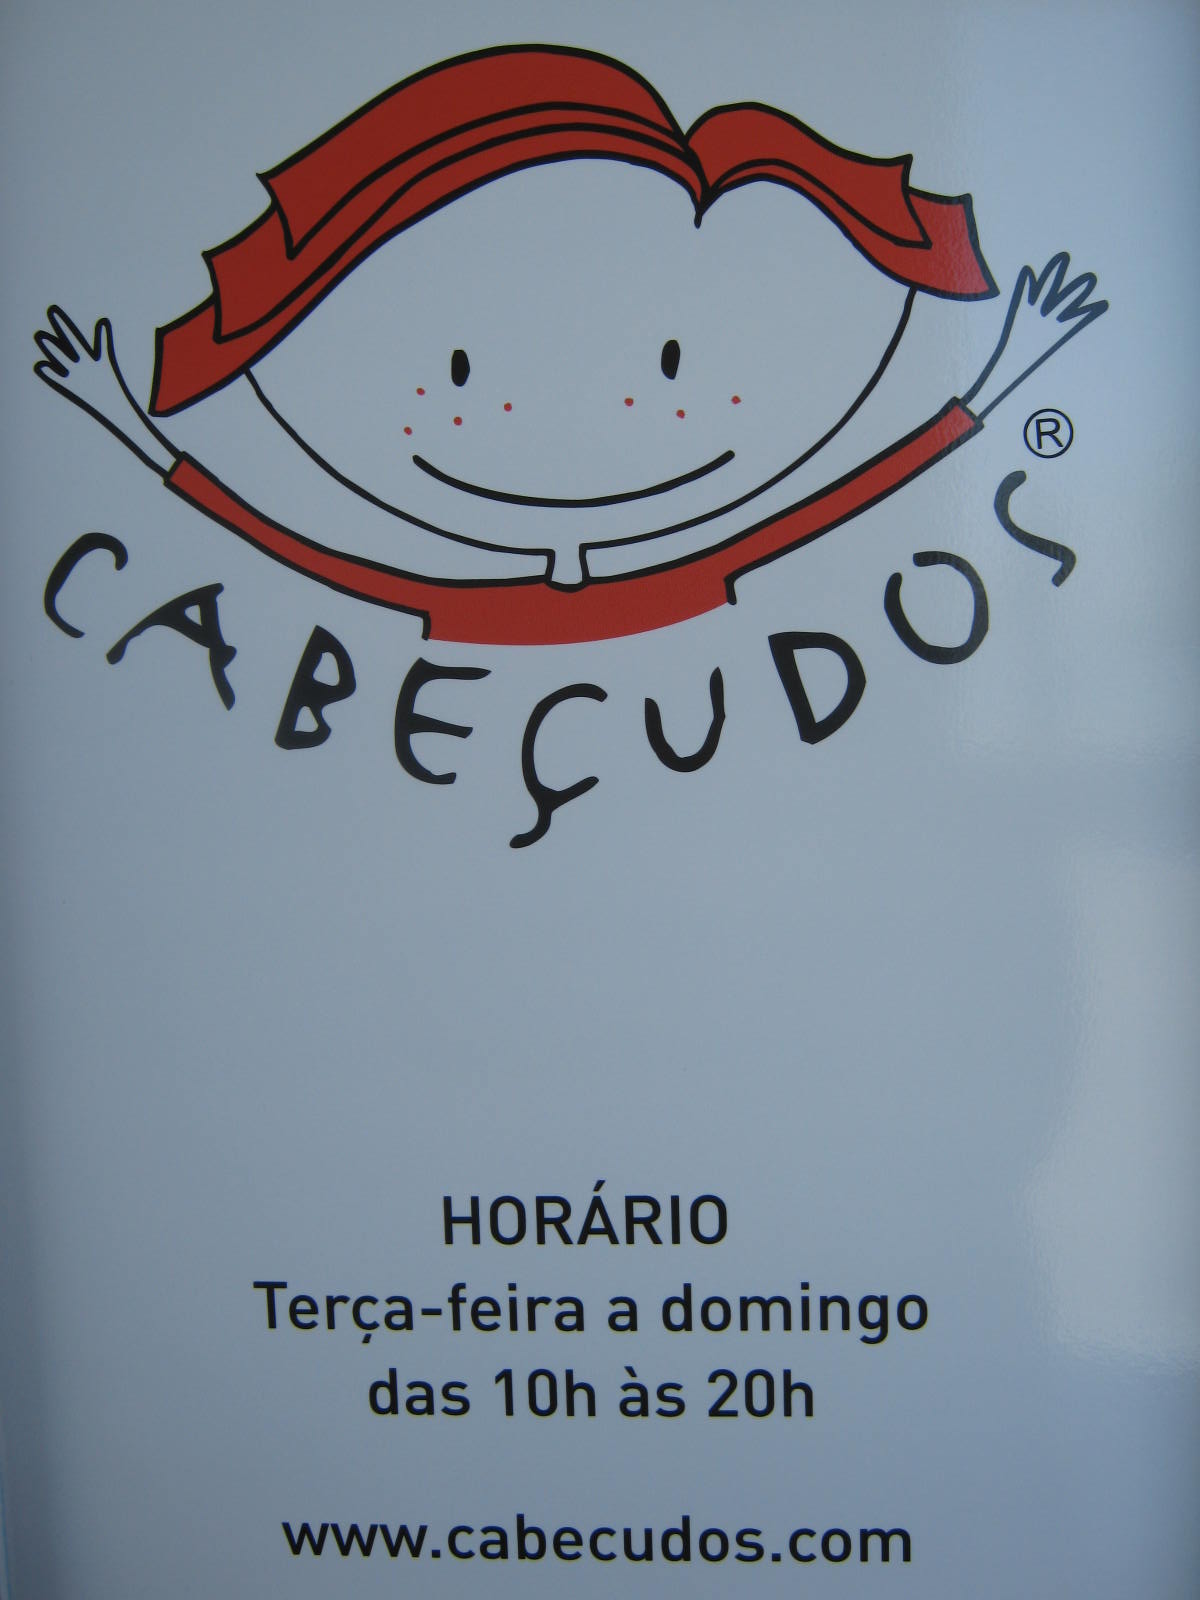 CABEÇUDOS®
HORÁRIO
Terça-feira a domingo
das 10h às 20h
www.cabecudos.com